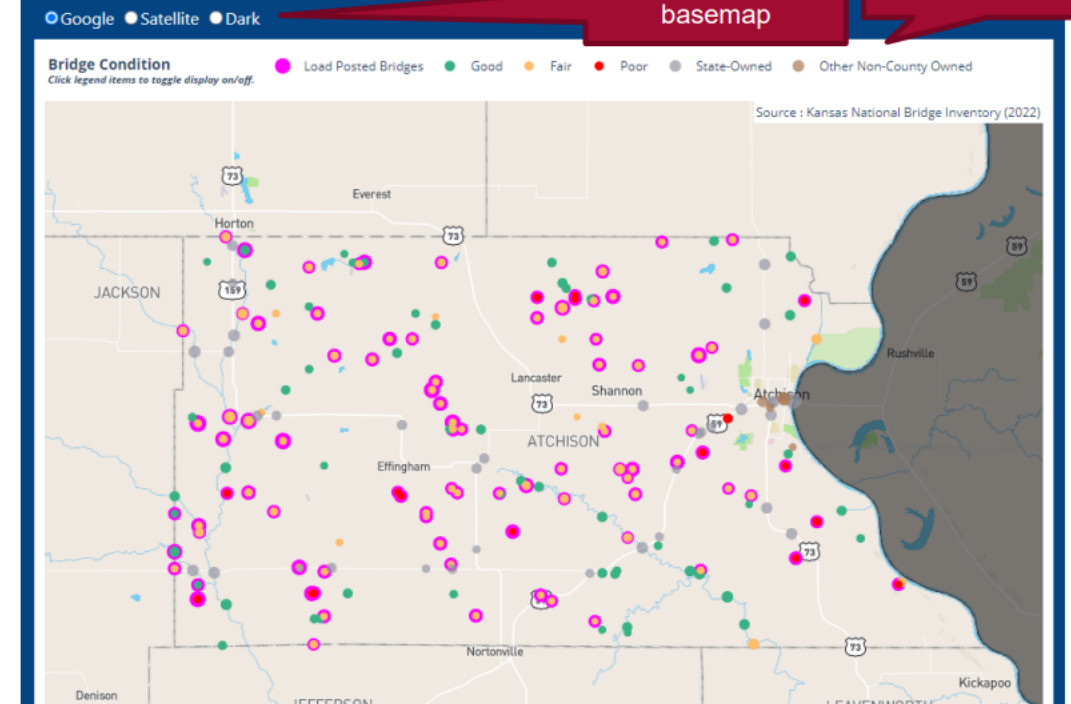 Google Satellite Dark
basemap
Bridge Condition
Click legend items to toggle display on/off.
Load Posted Bridges Good Fair Poor State-Owned Other Non-County Owned
Source : Kansas National Bridge Inventory (2022)
73
Everest
Horton
73
59
59
JACKSON
159
Rushville
Lancaster
Shannon
Atchison
73
59
ATCHISON
Effingham
73
Nortonville
73
Kickapoo
Denison
JEFFERSON
LEAVENWORTH